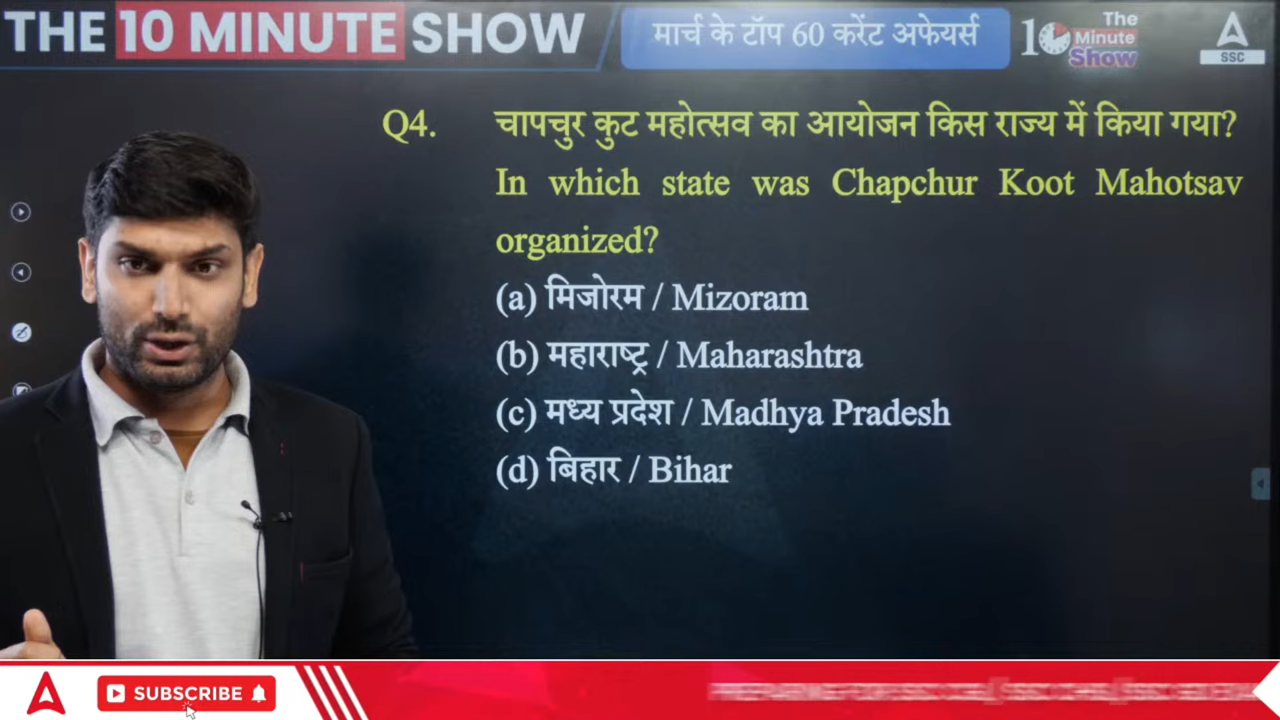 THE 10 MINUTE SHOW
मार्च के टॉप 60 करेंट अफेयर्स
10 The Minute Show
SSC
Q4. चापचुर कुट महोत्सव का आयोजन किस राज्य में किया गया?
In which state was Chapchur Koot Mahotsav
organized?
(a) मिजोरम / Mizoram
(b) महाराष्ट्र / Maharashtra
(c) मध्य प्रदेश / Madhya Pradesh
(d) बिहार / Bihar
SUBSCRIBE